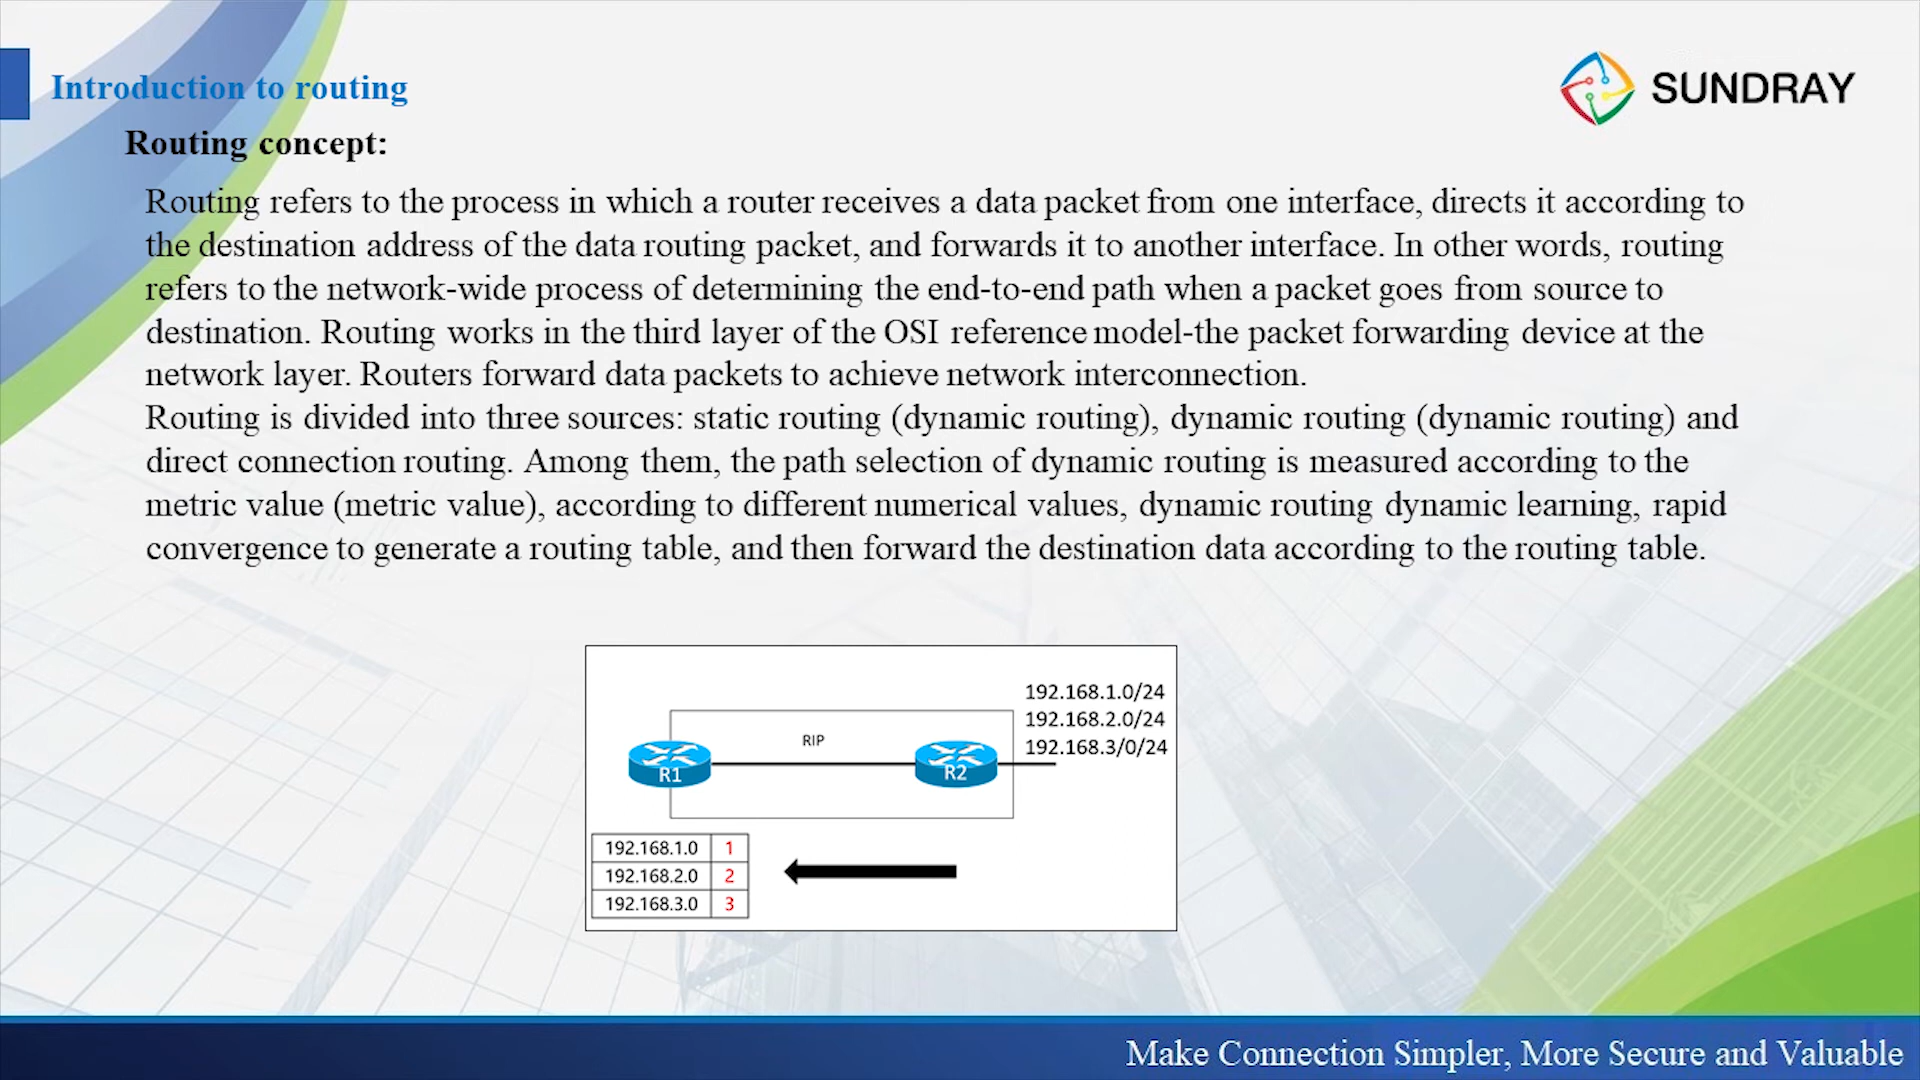 Introduction to routing
SUNDRAY
Routing concept:
Routing refers to the process in which a router receives a data packet from one interface, directs it according to
the destination address of the data routing packet, and forwards it to another interface. In other words, routing
refers to the network-wide process of determining the end-to-end path when a packet goes from source to
destination. Routing works in the third layer of the OSI reference model-the packet forwarding device at the
network layer. Routers forward data packets to achieve network interconnection.
Routing is divided into three sources: static routing (dynamic routing), dynamic routing (dynamic routing) and
direct connection routing. Among them, the path selection of dynamic routing is measured according to the
metric value (metric value), according to different numerical values, dynamic routing dynamic learning, rapid
convergence to generate a routing table, and then forward the destination data according to the routing table.
192.168.1.0/24
192.168.2.0/24
192.168.3/0/24
RIP
R1
R2
192.168.1.0 1
192.168.2.0 2
192.168.3.0 3
Make Connection Simpler, More Secure and Valuable